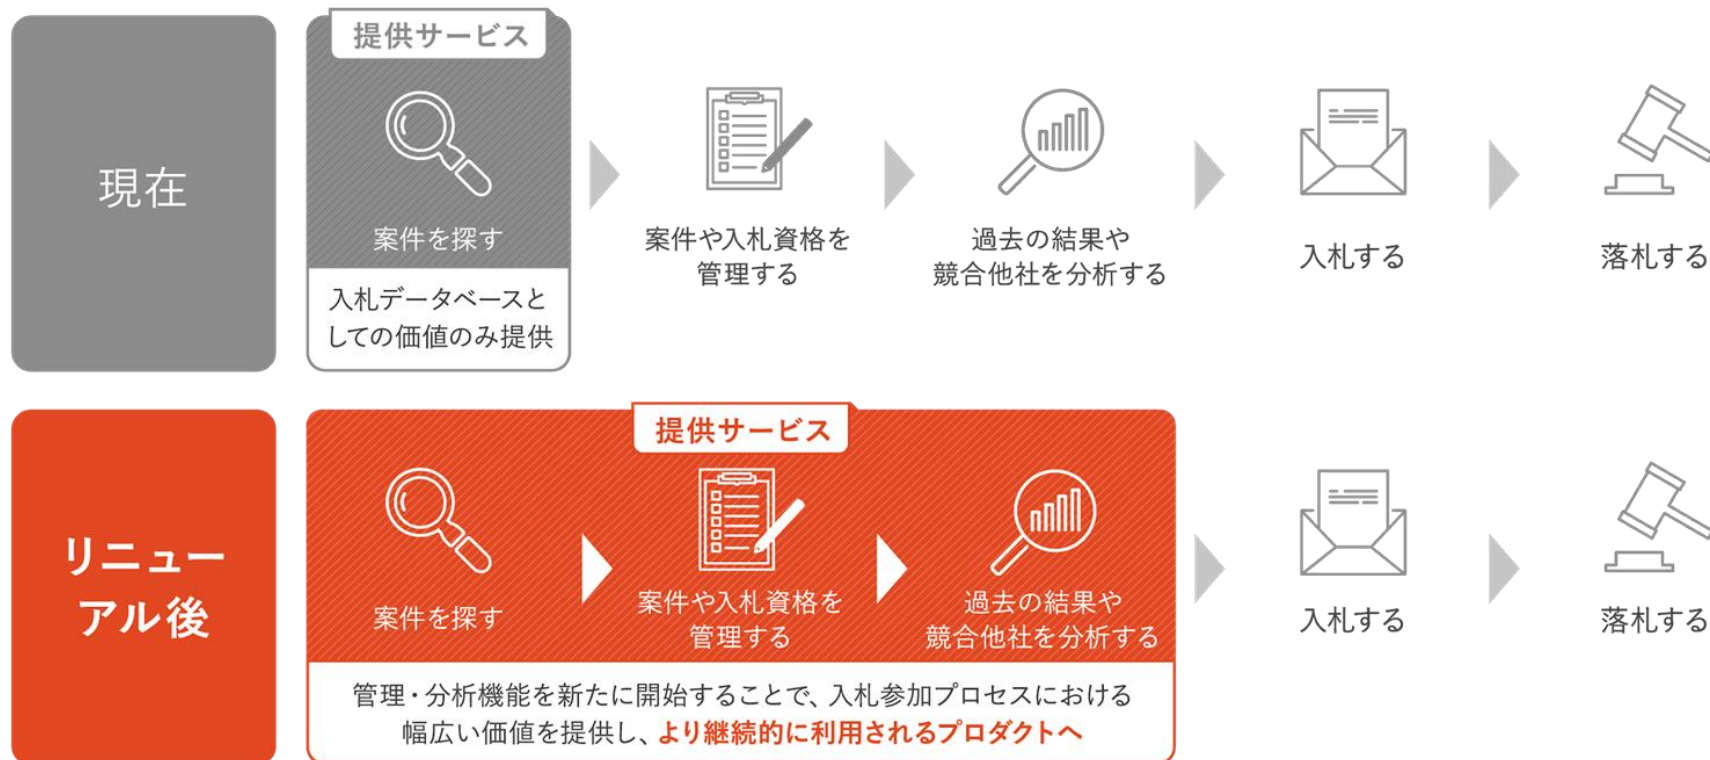 現在
提供サービス
案件を探す
入札データベースと
しての価値のみ提供
案件や入札資格を
管理する
過去の結果や
競合他社を分析する
入札する
落札する
リニュー
アル後
提供サービス
案件を探す
案件や入札資格を
管理する
過去の結果や
競合他社を分析する
管理・分析機能を新たに開始することで、入札参加プロセスにおける
幅広い価値を提供し、より継続的に利用されるプロダクトへ
入札する
落札する